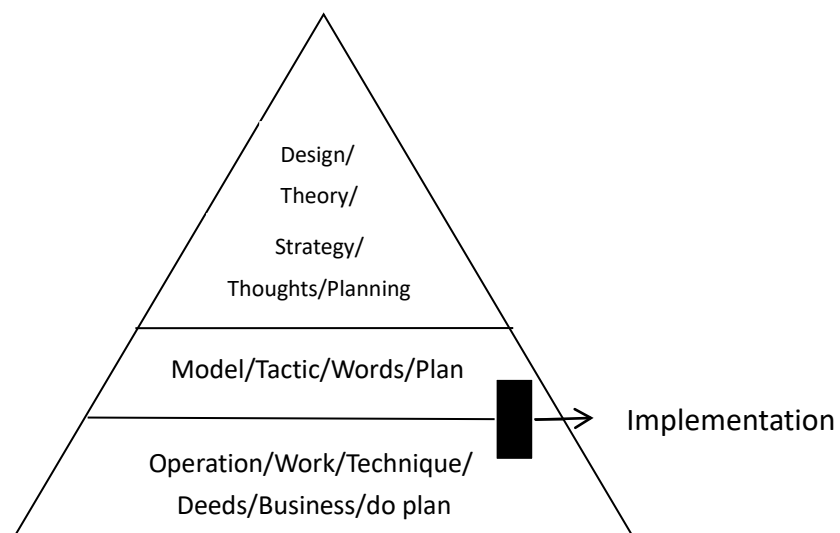 Design/
Theory/
Strategy/
Thoughts/Planning
Model/Tactic/Words/Plan
Implementation
Operation/Work/Technique/
Deeds/Business/do plan